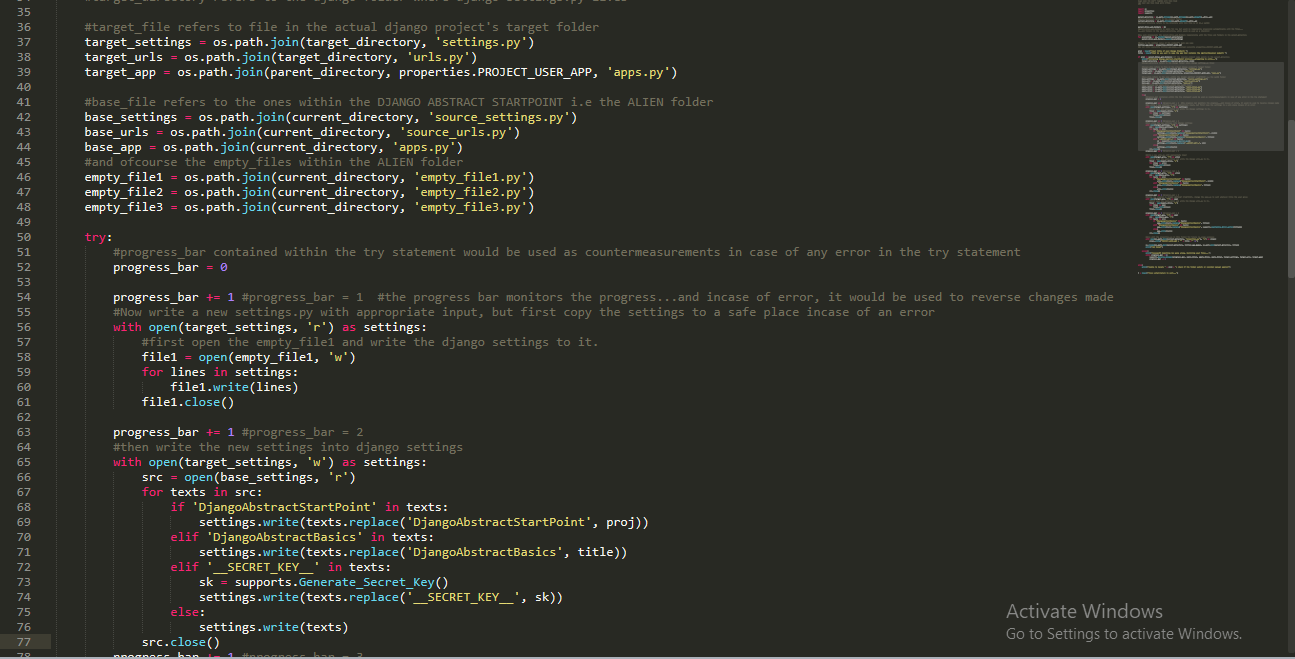 35
36 #target_file refers to file in the actual django project's target folder
37 target_settings = os.path.join(target_directory, 'settings.py')
38 target_urls = os.path.join(target_directory, 'urls.py')
39 target_app = os.path.join(parent_directory, properties.PROJECT_USER_APP, 'apps.py')
40
41 #base_file refers to the ones within the DJANGO ABSTRACT STARTPOINT i.e the ALIEN folder
42 base_settings = os.path.join(current_directory, 'source_settings.py')
43 base_urls = os.path.join(current_directory, 'source_urls.py')
44 base_app = os.path.join(current_directory, 'apps.py')
45 #and ofcourse the empty_files within the ALIEN folder
46 empty_file1 = os.path.join(current_directory, 'empty_file1.py')
47 empty_file2 = os.path.join(current_directory, 'empty_file2.py')
48 empty_file3 = os.path.join(current_directory, 'empty_file3.py')
49
50 try:
51 #progress_bar contained within the try statement would be used as countermeasurements in case of any error in the try statement
52 progress_bar = 0
53
54 progress_bar += 1 #progress_bar = 1  #the progress bar monitors the progress...and incase of error, it would be used to reverse changes made
55 #Now write a new settings.py with appropriate input, but first copy the settings to a safe place incase of an error
56 with open(target_settings, 'r') as settings:
57 #first open the empty_file1 and write the django settings to it.
58 file1 = open(empty_file1, 'w')
59 for lines in settings:
60 file1.write(lines)
61 file1.close()
62
63 progress_bar += 1 #progress_bar = 2
64 #then write the new settings into django settings
65 with open(target_settings, 'w') as settings:
66 src = open(base_settings, 'r')
67 for texts in src:
68 if 'DjangoAbstractStartPoint' in texts:
69 settings.write(texts.replace('DjangoAbstractStartPoint', proj))
70 elif 'DjangoAbstractBasics' in texts:
71 settings.write(texts.replace('DjangoAbstractBasics', title))
72 elif '__SECRET_KEY__' in texts:
73 sk = supports.Generate_Secret_Key()
74 settings.write(texts.replace('__SECRET_KEY__', sk))
75 else:
76 settings.write(texts)
77 src.close()
78 progress_bar += 1 #progress_bar = 3
Activate Windows
Go to Settings to activate Windows.